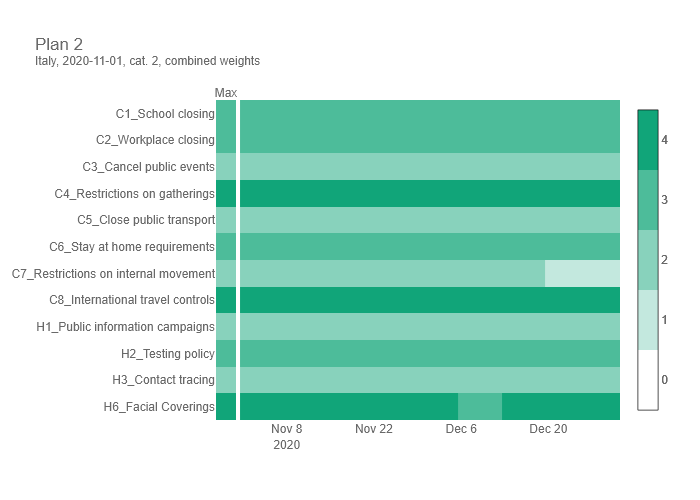 Plan 2
Italy, 2020-11-01, cat. 2, combined weights
Max
C1_School closing
C2_Workplace closing
C3_Cancel public events
C4_Restrictions on gatherings
C5_Close public transport
C6_Stay at home requirements
C7_Restrictions on internal movement
C8_International travel controls
H1_Public information campaigns
H2_Testing policy
H3_Contact tracing
H6_Facial Coverings
Nov 8 Nov 22 Dec 6 Dec 20
2020
4
3
2
1
0